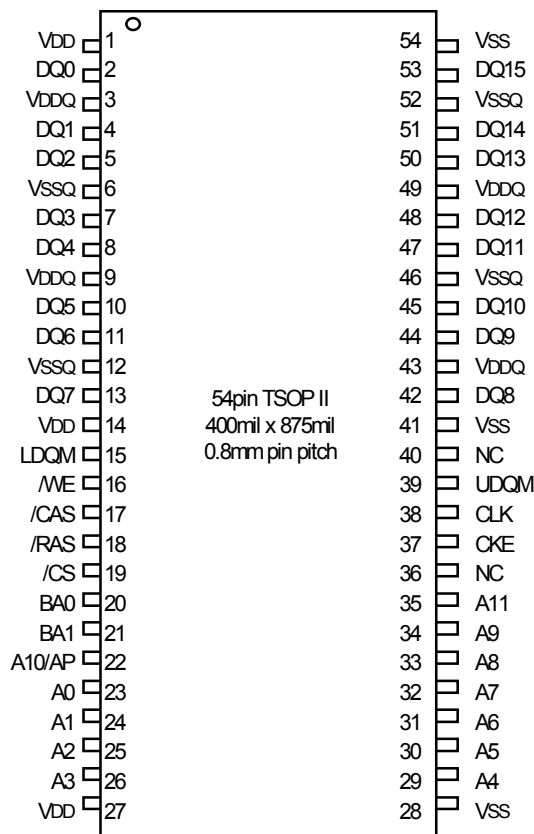 VDD 1 54 VSS
DQ0 2 53 DQ15
VDDQ 3 52 VSSQ
DQ1 4 51 DQ14
DQ2 5 50 DQ13
VSSQ 6 49 VDDQ
DQ3 7 48 DQ12
DQ4 8 47 DQ11
VDDQ 9 46 VSSQ
DQ5 10 45 DQ10
DQ6 11 44 DQ9
VSSQ 12 43 VDDQ
DQ7 13 54pin TSOP II 42 DQ8
VDD 14 400mil x 875mil 41 VSS
LDQM 15 0.8mm pin pitch 40 NC
/WE 16 39 UDQM
/CAS 17 38 CLK
/RAS 18 37 CKE
/CS 19 36 NC
BA0 20 35 A11
BA1 21 34 A9
A10/AP 22 33 A8
A0 23 32 A7
A1 24 31 A6
A2 25 30 A5
A3 26 29 A4
VDD 27 28 VSS